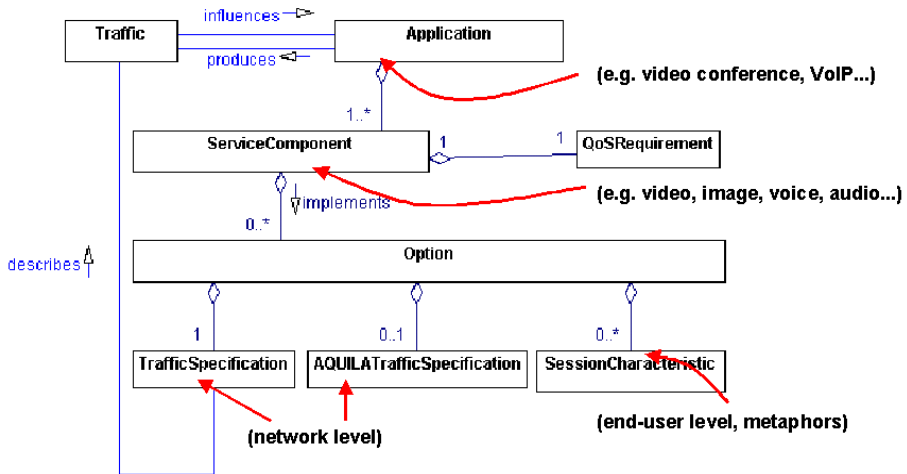 influences
Traffic
Application
produces
(e.g. video conference, VoIP...)
1..*
ServiceComponent
1
1
QoSRequirement
(e.g. video, image, voice, audio...)
implements
0..*
Option
describes
1
0..1
0..*
TrafficSpecification
AQUILATrafficSpecification
SessionCharacteristic
(network level)
(end-user level, metaphors)